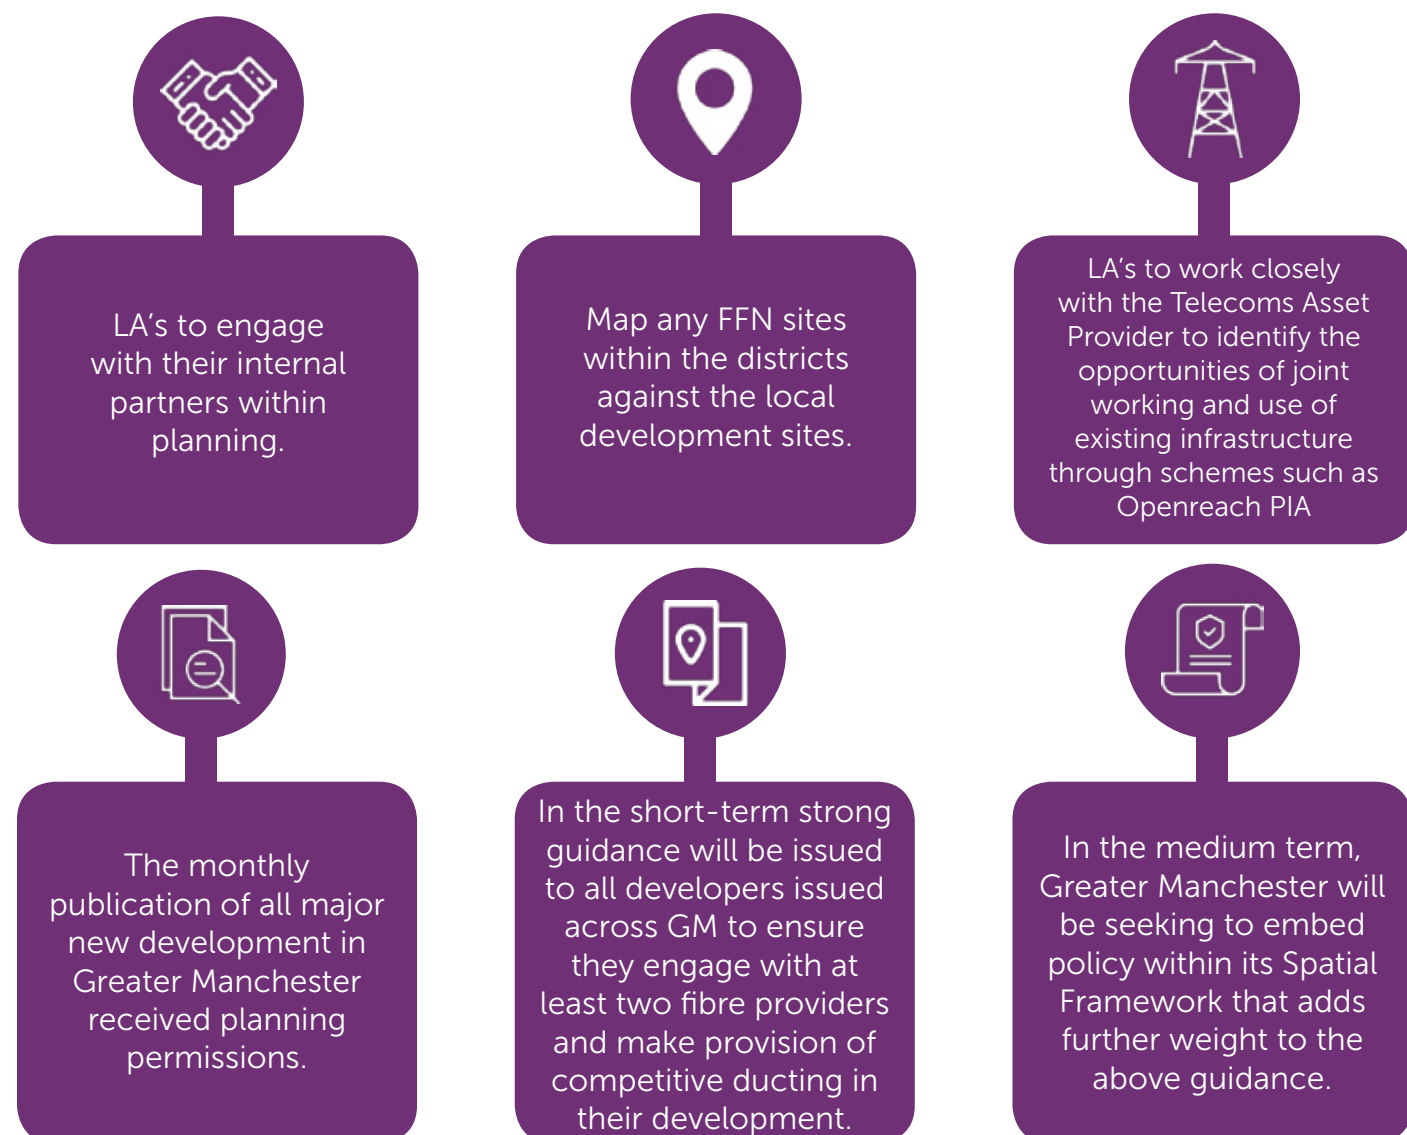 LA's to engage
with their internal
partners within
planning.
Map any FFN sites
within the districts
against the local
development sites.
LA's to work closely
with the Telecoms Asset
Provider to identify the
opportunities of joint
working and use of
existing infrastructure
through schemes such as
Openreach PIA
The monthly
publication of all major
new development in
Greater Manchester
received planning
permissions.
In the short-term strong
guidance will be issued
to all developers issued
across GM to ensure
they engage with at
least two fibre providers
and make provision of
competitive ducting in
their development.
In the medium term,
Greater Manchester will
be seeking to embed
policy within its Spatial
Framework that adds
further weight to the
above guidance.